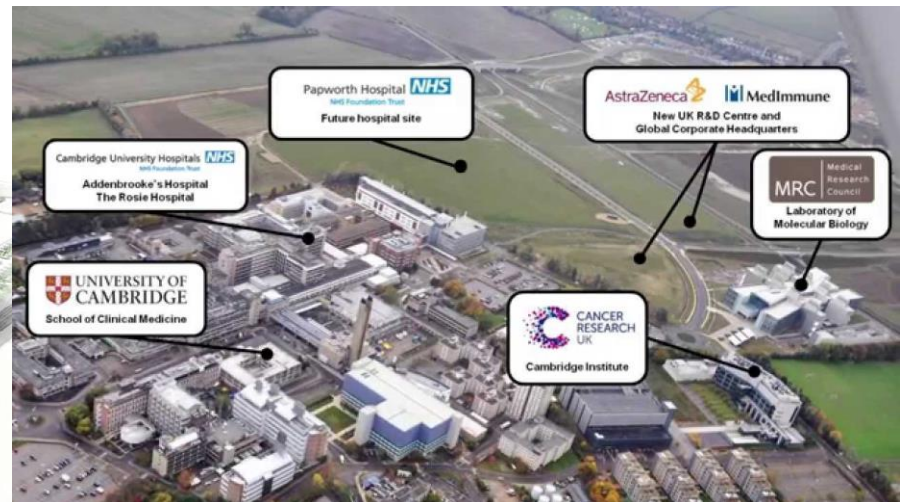 Papworth Hospital NHS
NHS Foundation Trust
Future hospital site
AstraZeneca MedImmune
New UK R&D Centre and
Global Corporate Headquarters
Cambridge University Hospitals NHS
NHS Foundation Trust
Addenbrooke's Hospital
The Rosie Hospital
MRC
Medical
Research
Council
Laboratory of
Molecular Biology
UNIVERSITY OF
CAMBRIDGE
School of Clinical Medicine
CANCER
RESEARCH
UK
Cambridge Institute